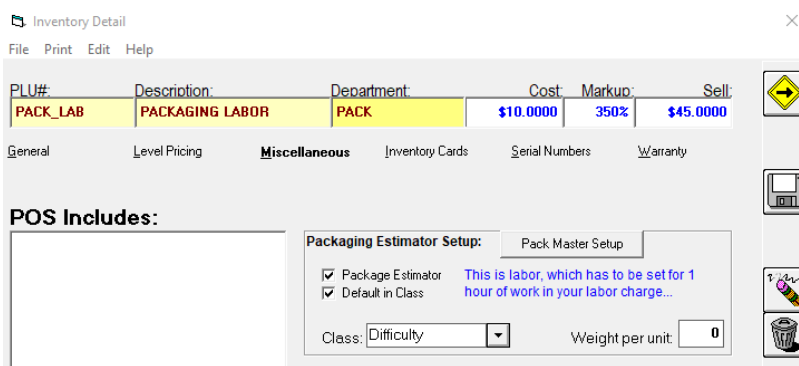 Inventory Detail
File Print Edit Help
PLU#: Description: Department: Cost: Markup: Sell:
PACK_LAB PACKAGING LABOR PACK $10.0000 350% $45.0000
General Level Pricing Miscellaneous Inventory Cards Serial Numbers Warranty
POS Includes:
Packaging Estimator Setup: Pack Master Setup
Package Estimator
Default in Class
This is labor, which has to be set for 1
hour of work in your labor charge...
Class: Difficulty Weight per unit: 0